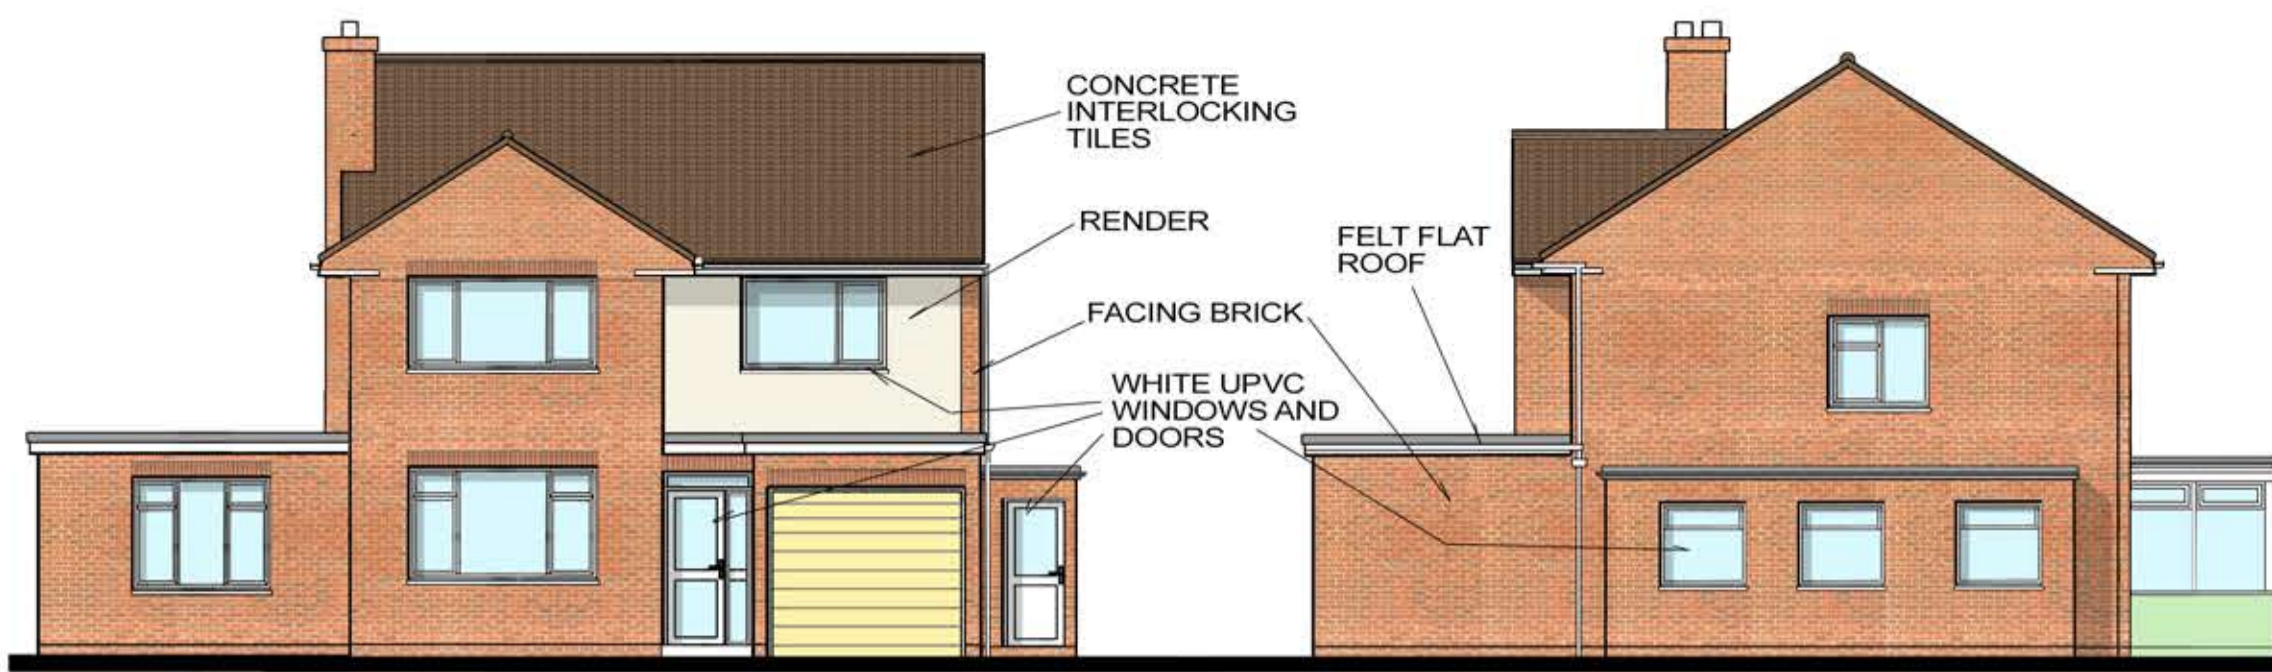 CONCRETE
INTERLOCKING
TILES
RENDER
FELT FLAT
ROOF
FACING BRICK
WHITE UPVC
WINDOWS AND
DOORS